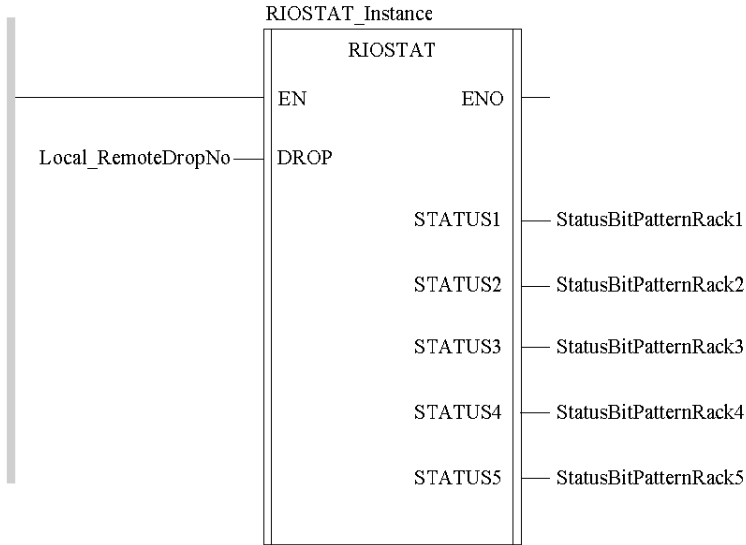 RIOSTAT_Instance
RIOSTAT
EN ENO
Local_RemoteDropNo DROP
STATUS1 StatusBitPatternRack1
STATUS2 StatusBitPatternRack2
STATUS3 StatusBitPatternRack3
STATUS4 StatusBitPatternRack4
STATUS5 StatusBitPatternRack5